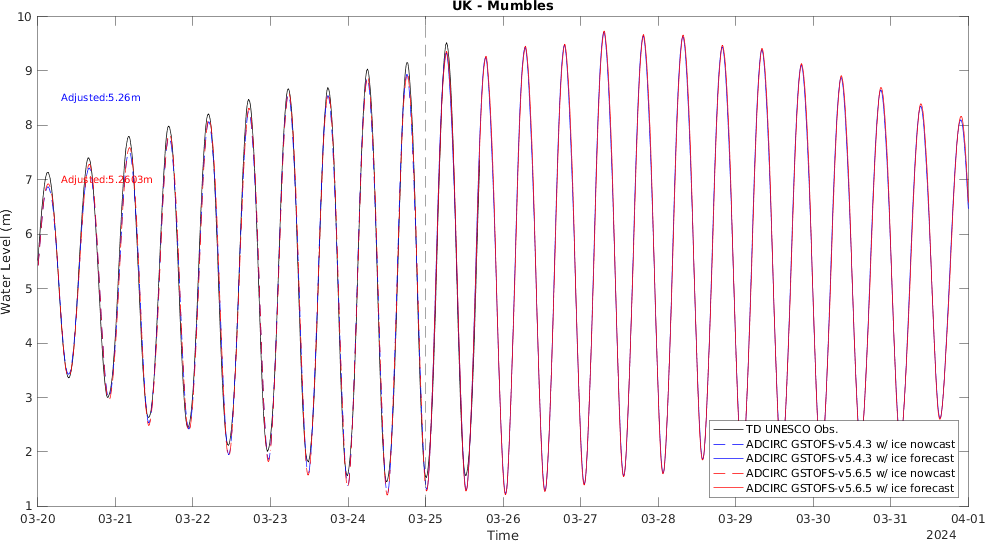 UK - Mumbles
10
9
8
7
6
5
4
3
2
1
Water Level (m)
Adjusted:5.26m
Adjusted:5.2603m
TD UNESCO Obs.
ADCIRC GSTOFS-v5.4.3 w/ ice nowcast
ADCIRC GSTOFS-v5.4.3 w/ ice forecast
ADCIRC GSTOFS-v5.6.5 w/ ice nowcast
ADCIRC GSTOFS-v5.6.5 w/ ice forecast
03-20 03-21 03-22 03-23 03-24 03-25 03-26 03-27 03-28 03-29 03-30 03-31 04-01
Time
2024